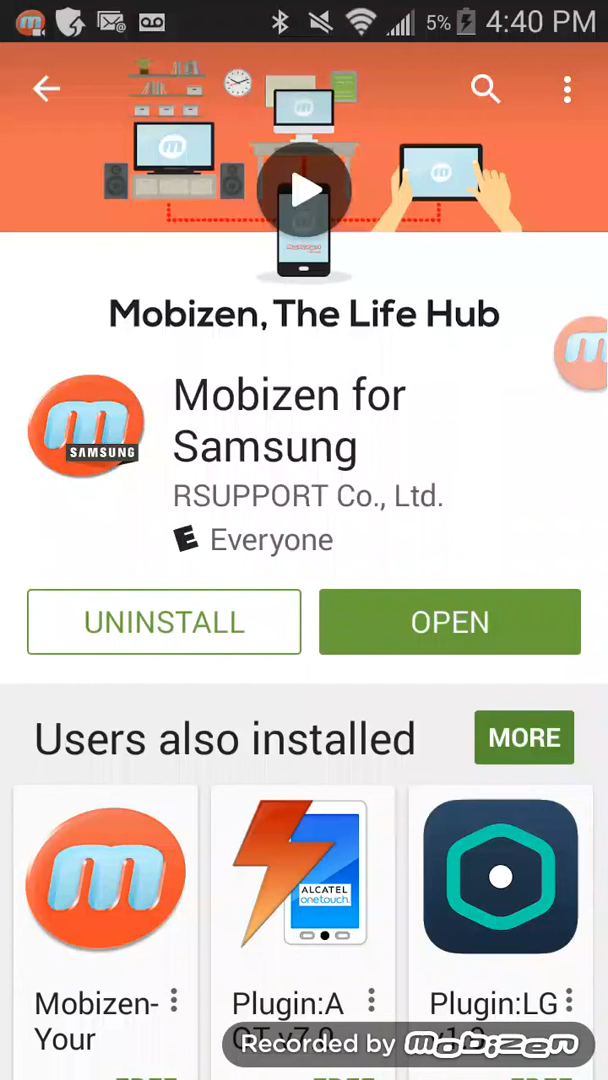 5% 4:40 PM
Mobizen, The Life Hub
m
SAMSUNG
Mobizen for
Samsung
RSUPPORT Co., Ltd.
E Everyone
UNINSTALL
OPEN
Users also installed
MORE
m
ALCATEL
onetouch.
Mobizen-
Your
Plugin:A
Plugin:LG
Recorded by mobizen